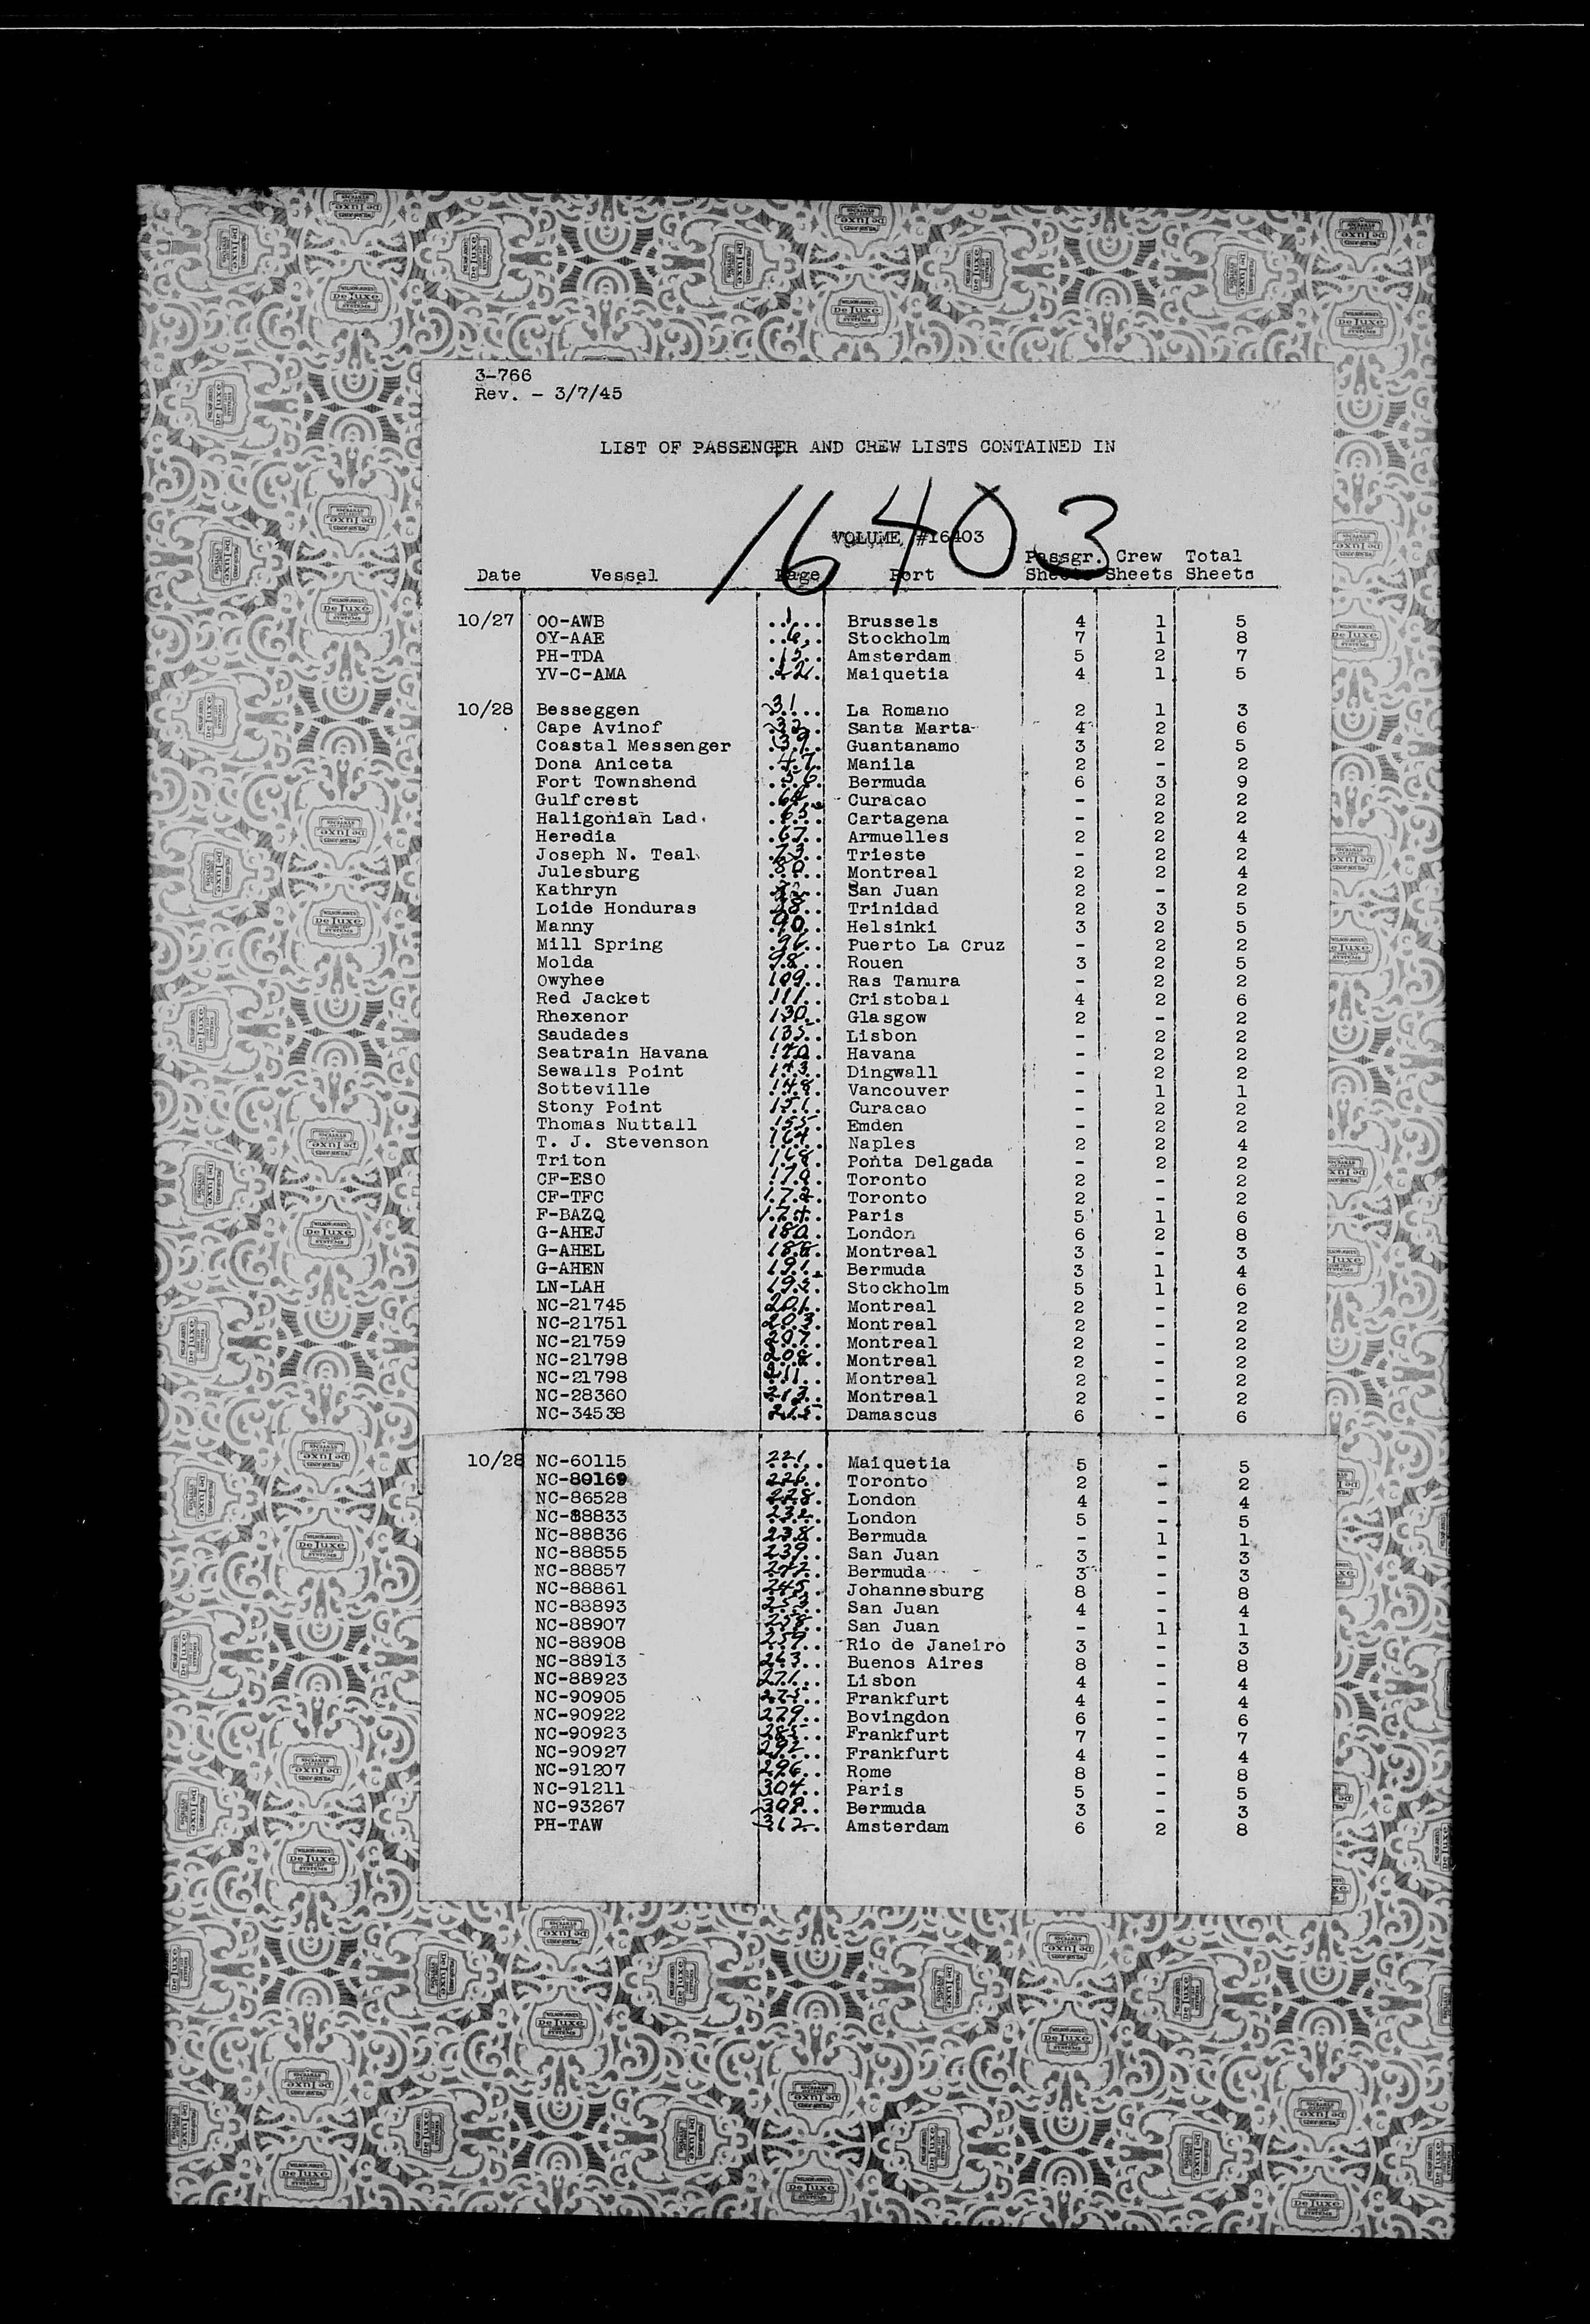 3-766
Rev. - 3/7/45
LIST OF PASSENGER AND CREW LISTS CONTAINED IN
16403
VOLUME #16403
Date Vessel Page Port Passgr. Sheets Crew Sheets Total Sheets
10/27 OO-AWB 1 Brussels 4 1 5
OY-AAE 6 Stockholm 7 1 8
PH-TDA 15 Amsterdam 5 2 7
YV-C-AMA 22 Maiquetia 4 1 5
10/28 Besseggen 31 La Romano 2 1 3
Cape Avinof 32 Santa Marta 4 2 6
Coastal Messenger 39 Guantanamo 3 2 5
Dona Aniceta 47 Manila 2 - 2
Fort Townshend 56 Bermuda 6 3 9
Gulfcrest 64 Curacao - 2 2
Haligonian Lad. 65 Cartagena - 2 2
Heredia 67 Armuelles 2 2 4
Joseph N. Teal 73 Trieste - 2 2
Julesburg 80 Montreal 2 2 4
Kathryn San Juan 2 - 2
Loide Honduras 88 Trinidad 2 3 5
Manny 90 Helsinki 3 2 5
Mill Spring 96 Puerto La Cruz - 2 2
Molda 98 Rouen 3 2 5
Owyhee 109 Ras Tanura - 2 2
Red Jacket 111 Cristobal 4 2 6
Rhexenor 130 Glasgow 2 - 2
Saudades 135 Lisbon - 2 2
Seatrain Havana 140 Havana - 2 2
Sewalls Point 143 Dingwall - 2 2
Sotteville 148 Vancouver - 1 1
Stony Point 151 Curacao - 2 2
Thomas Nuttall 155 Emden - 2 2
T. J. Stevenson 164 Naples 2 2 4
Triton 168 Ponta Delgada - 2 2
CF-ESO 170 Toronto 2 - 2
CF-TFC 172 Toronto 2 - 2
F-BAZQ 174 Paris 5 1 6
G-AHEJ 180 London 6 2 8
G-AHEL 188 Montreal 3 - 3
G-AHEN 191 Bermuda 3 1 4
LN-LAH 195 Stockholm 5 1 6
NC-21745 201 Montreal 2 - 2
NC-21751 203 Montreal 2 - 2
NC-21759 207 Montreal 2 - 2
NC-21798 208 Montreal 2 - 2
NC-21798 211 Montreal 2 - 2
NC-28360 213 Montreal 2 - 2
NC-34538 215 Damascus 6 - 6
10/28 NC-60115 221 Maiquetia 5 - 5
NC-80169 226 Toronto 2 - 2
NC-86528 228 London 4 - 4
NC-88833 232 London 5 - 5
NC-88836 238 Bermuda - 1 1
NC-88855 239 San Juan 3 - 3
NC-88857 242 Bermuda 3 - 3
NC-88861 245 Johannesburg 8 - 8
NC-88893 253 San Juan 4 - 4
NC-88907 258 San Juan - 1 1
NC-88908 259 Rio de Janeiro 3 - 3
NC-88913 263 Buenos Aires 8 - 8
NC-88923 271 Lisbon 4 - 4
NC-90905 275 Frankfurt 4 - 4
NC-90922 279 Bovingdon 6 - 6
NC-90923 285 Frankfurt 7 - 7
NC-90927 292 Frankfurt 4 - 4
NC-91207 296 Rome 8 - 8
NC-91211 304 Paris 5 - 5
NC-93267 309 Bermuda 3 - 3
PH-TAW 312 Amsterdam 6 2 8